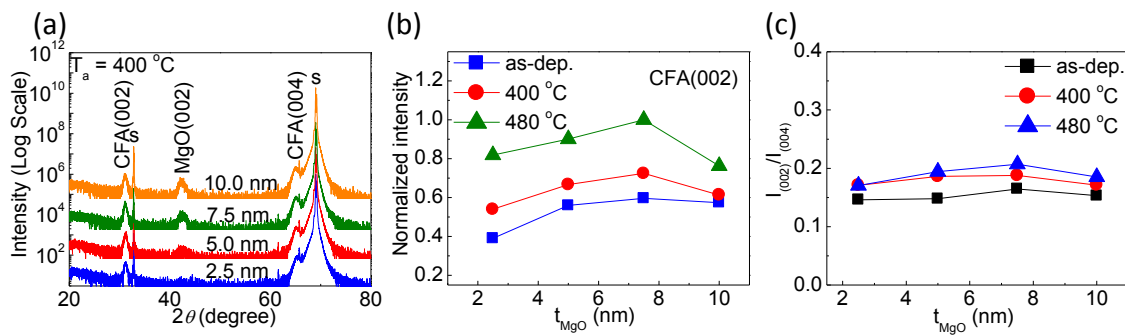 (a)
Intensity (Log Scale)
10^12
10^10
10^8
10^6
10^4
10^2
T_a = 400 °C
CFA(002)
s
MgO(002)
CFA(004)
s
10.0 nm
7.5 nm
5.0 nm
2.5 nm
20 40 60 80
2θ (degree)
(b)
Normalized intensity
1.2
1.0
0.8
0.6
0.4
0.2
as-dep.
400 °C
480 °C
CFA(002)
2 4 6 8 10
t_MgO (nm)
(c)
I_(002)/I_(004)
0.4
0.3
0.2
0.1
0.0
as-dep.
400 °C
480 °C
2 4 6 8 10
t_MgO (nm)